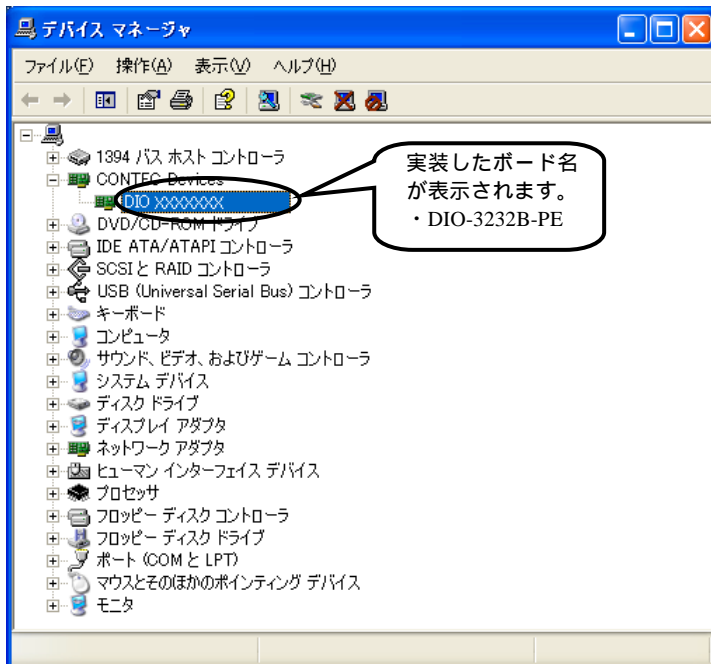 デバイス マネージャ
ファイル(F) 操作(A) 表示(V) ヘルプ(H)
1394 バス ホスト コントローラ
CONTEC Devices
DIO XXXXXXXX
DVD/CD-ROM ドライブ
IDE ATA/ATAPI コントローラ
SCSI と RAID コントローラ
USB (Universal Serial Bus) コントローラ
キーボード
コンピュータ
サウンド、ビデオ、およびゲーム コントローラ
システム デバイス
ディスク ドライブ
ディスプレイ アダプタ
ネットワーク アダプタ
ヒューマン インターフェイス デバイス
プロセッサ
フロッピー ディスク コントローラ
フロッピー ディスク ドライブ
ポート (COM と LPT)
マウスとそのほかのポインティング デバイス
モニタ
実装したボード名
が表示されます。
・DIO-3232B-PE